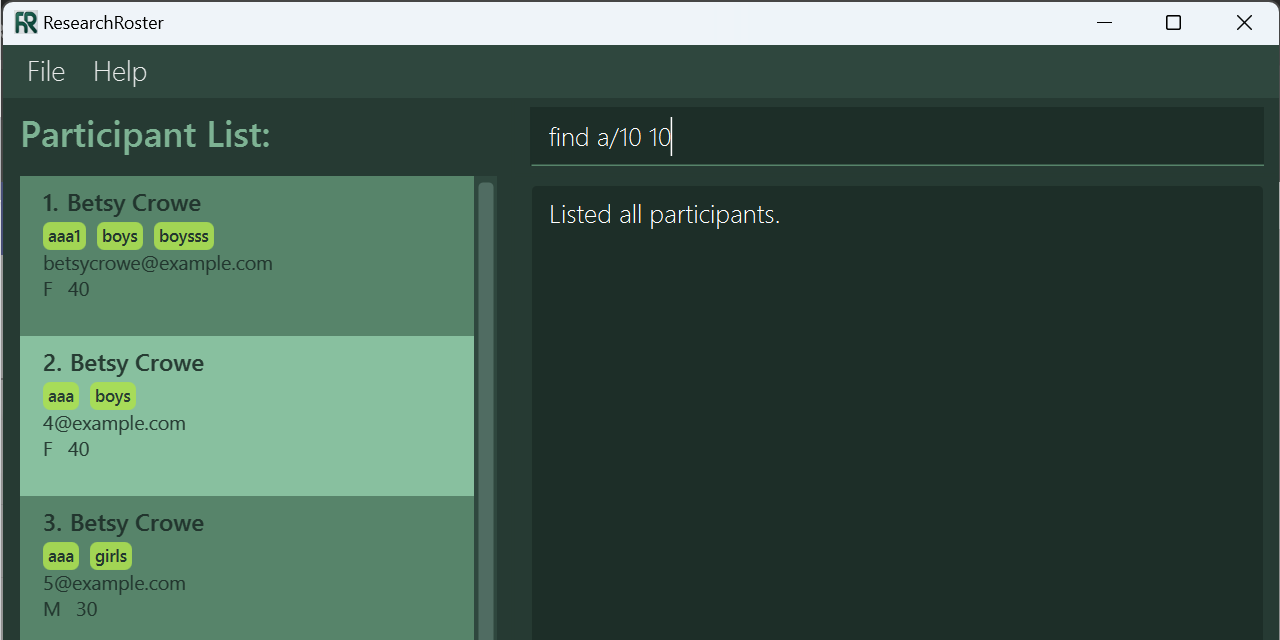 ResearchRoster
File Help
Participant List:
find a/10 10
Listed all participants.
1. Betsy Crowe
aaa1 boys boysss
betsycrowe@example.com
F 40
2. Betsy Crowe
aaa boys
4@example.com
F 40
3. Betsy Crowe
aaa girls
5@example.com
M 30